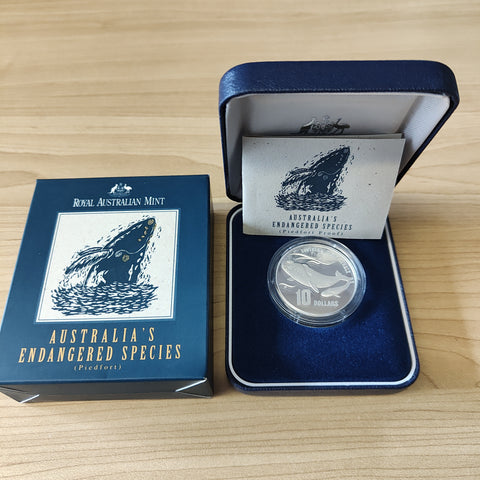 ROYAL AUSTRALIAN MINT
AUSTRALIA'S
ENDANGERED SPECIES
(Piedfort)
AUSTRALIA'S
ENDANGERED SPECIES
(Piedfort Proof)
10
DOLLARS